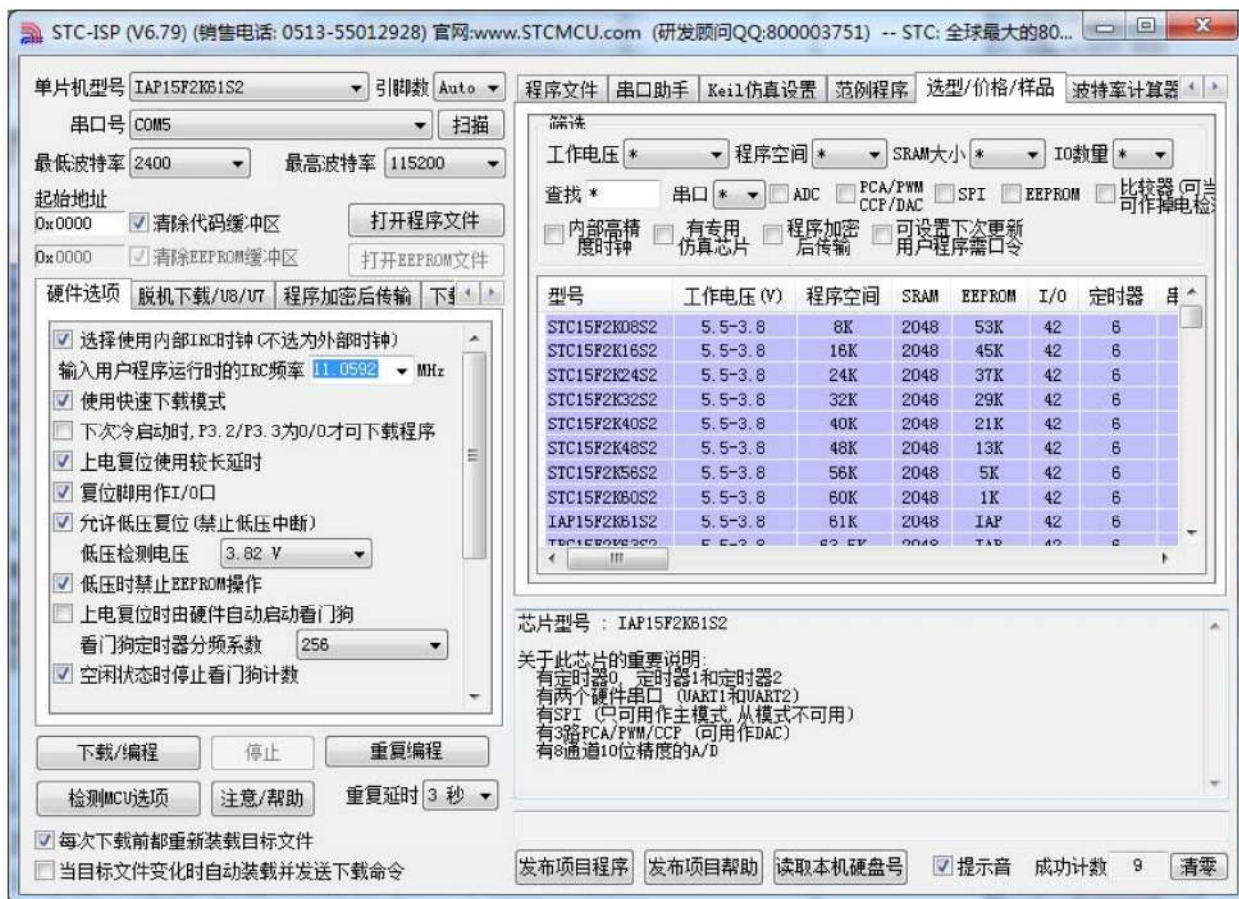 STC-ISP (V6.79) (销售电话: 0513-55012928) 官网:www.STCMCU.com (研发顾问QQ:800003751) -- STC: 全球最大的80...
单片机型号 IAP15F2K61S2 引脚数 Auto
串口号 COM5 扫描
最低波特率 2400 最高波特率 115200
起始地址
0x0000 清除代码缓冲区 打开程序文件
0x0000 清除EEPROM缓冲区 打开EEPROM文件
硬件选项 脱机下载/U8/U7 程序加密后传输
选择使用内部IRC时钟(不选为外部时钟)
输入用户程序运行时的IRC频率 11.0592 MHz
使用快速下载模式
下次冷启动时,P3.2/P3.3为0/0才可下载程序
上电复位使用较长延时
复位脚用作I/O口
允许低压复位(禁止低压中断)
低压检测电压 3.82 V
低压时禁止EEPROM操作
上电复位时由硬件自动启动看门狗
看门狗定时器分频系数 256
空闲状态时停止看门狗计数
下载/编程 停止 重复编程
检测MCU选项 注意/帮助 重复延时 3 秒
每次下载前都重新装载目标文件
当目标文件变化时自动装载并发送下载命令
程序文件 串口助手 Keil仿真设置 范例程序 选型/价格/样品 波特率计算器
筛选
工作电压 * 程序空间 * SRAM大小 * IO数量 *
查找 * 串口 * ADC PCA/PWM CCP/DAC SPI EEPROM 比较器(可当可作掉电检
内部高精度时钟 有专用仿真芯片 程序加密后传输 可设置下次更新用户程序需口令
型号 工作电压(V) 程序空间 SRAM EEPROM I/O 定时器
STC15F2K08S2 5.5-3.8 8K 2048 53K 42 6
STC15F2K16S2 5.5-3.8 16K 2048 45K 42 6
STC15F2K24S2 5.5-3.8 24K 2048 37K 42 6
STC15F2K32S2 5.5-3.8 32K 2048 29K 42 6
STC15F2K40S2 5.5-3.8 40K 2048 21K 42 6
STC15F2K48S2 5.5-3.8 48K 2048 13K 42 6
STC15F2K56S2 5.5-3.8 56K 2048 5K 42 6
STC15F2K60S2 5.5-3.8 60K 2048 1K 42 6
IAP15F2K61S2 5.5-3.8 61K 2048 IAP 42 6
芯片型号 : IAP15F2K61S2
关于此芯片的重要说明:
有定时器0, 定时器1和定时器2
有两个硬件串口 (UART1和UART2)
有SPI (只可用作主模式,从模式不可用)
有3路PCA/PWM/CCP (可用作DAC)
有8通道10位精度的A/D
发布项目程序 发布项目帮助 读取本机硬盘号 提示音 成功计数 9 清零